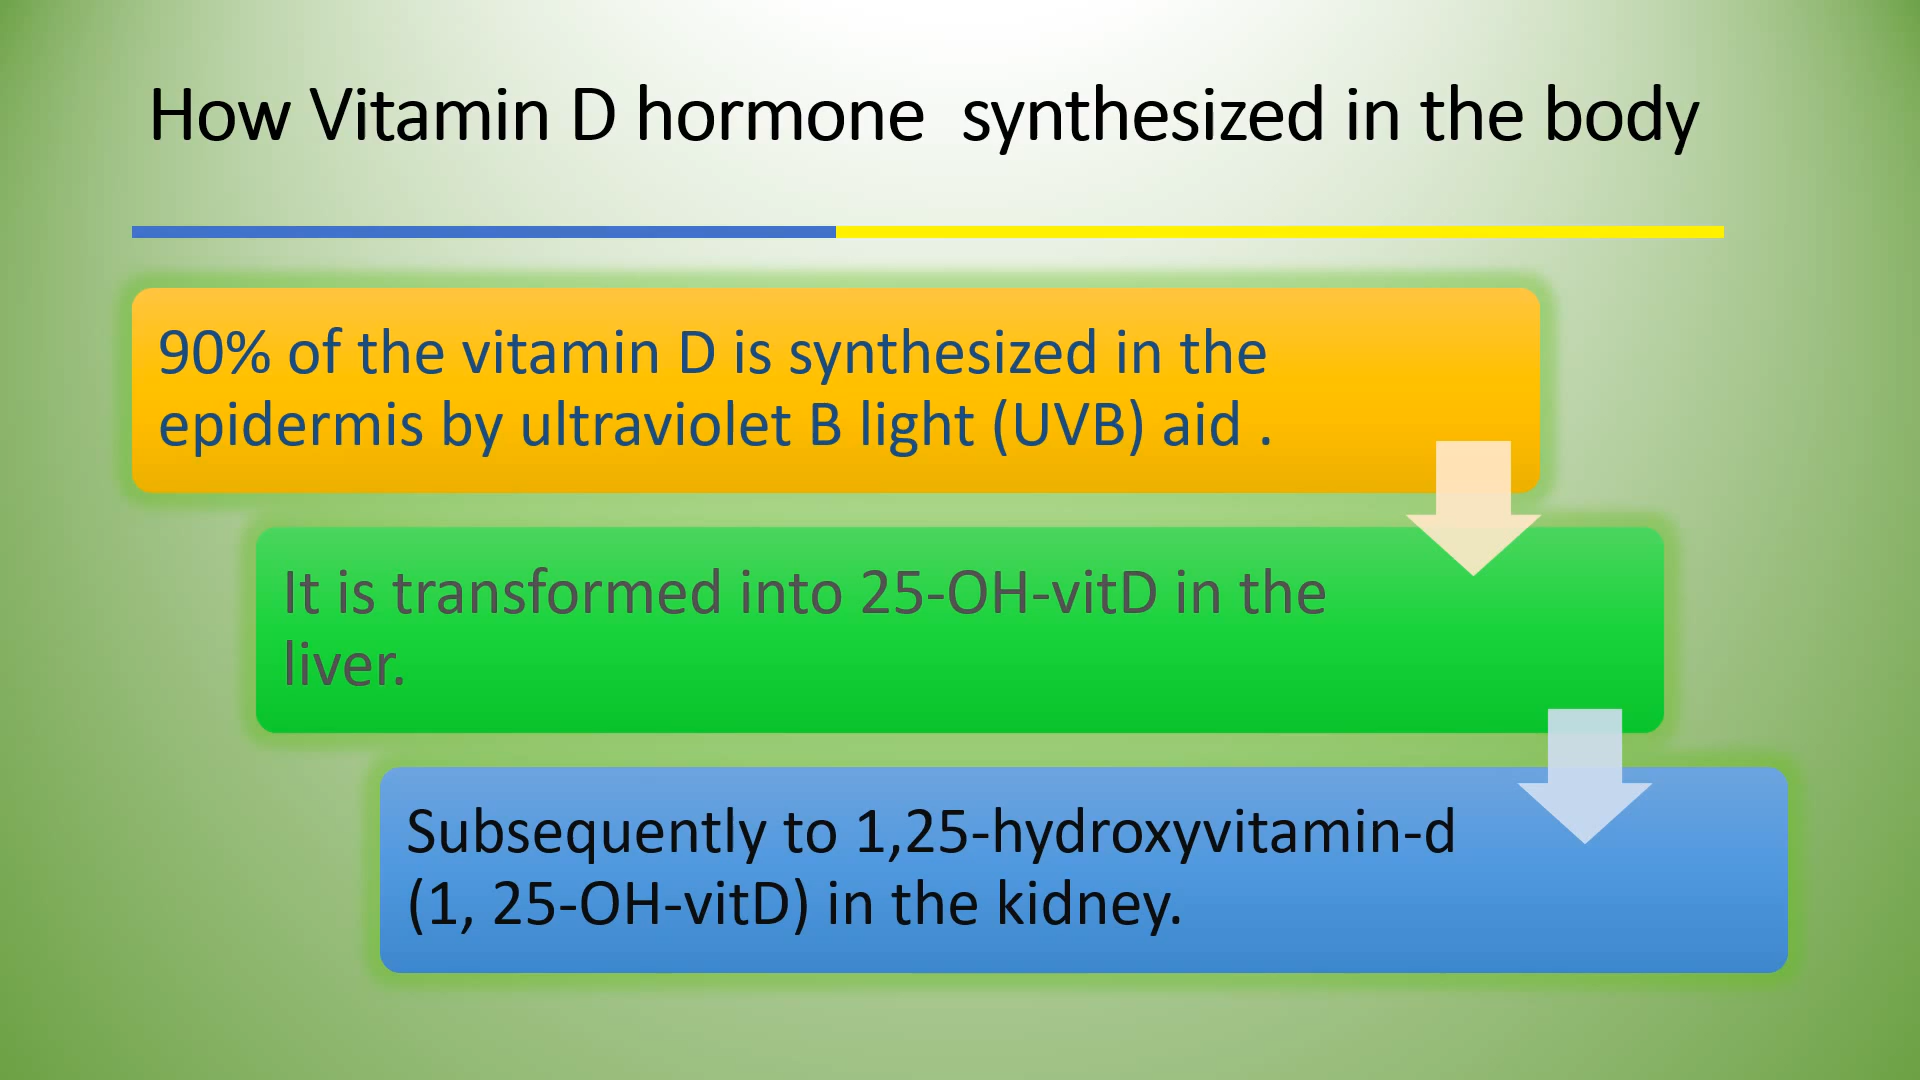 How Vitamin D hormone  synthesized in the body
90% of the vitamin D is synthesized in the
epidermis by ultraviolet B light (UVB) aid .
It is transformed into 25-OH-vitD in the
liver.
Subsequently to 1,25-hydroxyvitamin-d
(1, 25-OH-vitD) in the kidney.